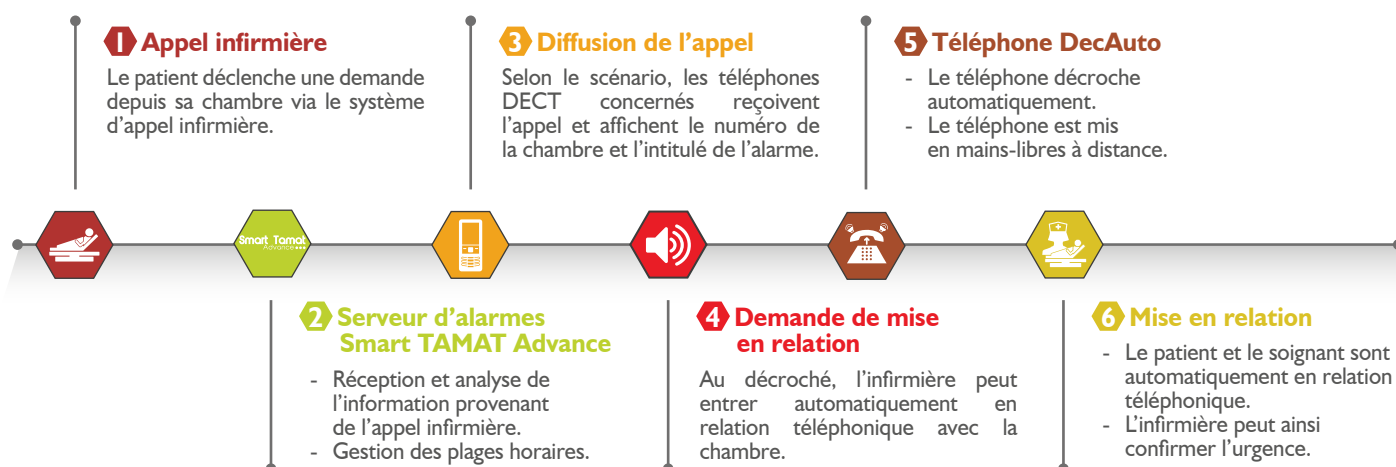 1 Appel infirmière
Le patient déclenche une demande
depuis sa chambre via le système
d’appel infirmière.
3 Diffusion de l’appel
Selon le scénario, les téléphones
DECT concernés reçoivent
l’appel et affichent le numéro de
la chambre et l’intitulé de l’alarme.
5 Téléphone DecAuto
- Le téléphone décroche
automatiquement.
- Le téléphone est mis
en mains-libres à distance.
Smart Tamat
Advance
2 Serveur d’alarmes
Smart TAMAT Advance
- Réception et analyse de
l’information provenant
de l’appel infirmière.
- Gestion des plages horaires.
4 Demande de mise
en relation
Au décroché, l’infirmière peut
entrer automatiquement en
relation téléphonique avec la
chambre.
6 Mise en relation
- Le patient et le soignant sont
automatiquement en relation
téléphonique.
- L’infirmière peut ainsi
confirmer l’urgence.